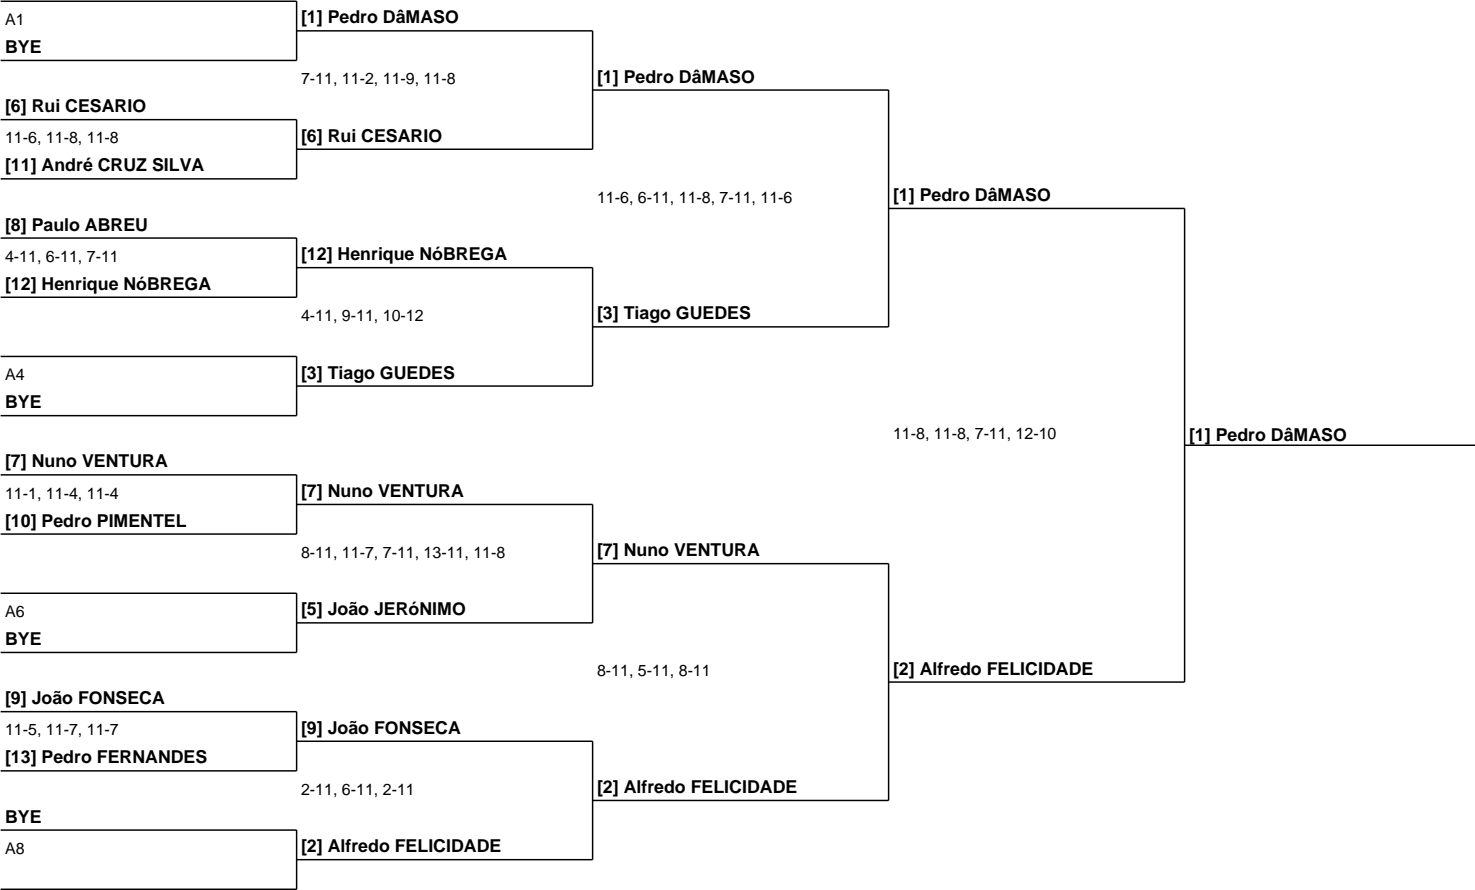 A1
BYE
[6] Rui CESARIO
11-6, 11-8, 11-8
[11] André CRUZ SILVA
[8] Paulo ABREU
4-11, 6-11, 7-11
[12] Henrique NóBREGA
A4
BYE
[7] Nuno VENTURA
11-1, 11-4, 11-4
[10] Pedro PIMENTEL
A6
BYE
[9] João FONSECA
11-5, 11-7, 11-7
[13] Pedro FERNANDES
BYE
A8
[1] Pedro DâMASO
7-11, 11-2, 11-9, 11-8
[6] Rui CESARIO
[12] Henrique NóBREGA
4-11, 9-11, 10-12
[3] Tiago GUEDES
[7] Nuno VENTURA
8-11, 11-7, 7-11, 13-11, 11-8
[5] João JERóNIMO
[9] João FONSECA
2-11, 6-11, 2-11
[2] Alfredo FELICIDADE
[1] Pedro DâMASO
11-6, 6-11, 11-8, 7-11, 11-6
[3] Tiago GUEDES
[7] Nuno VENTURA
8-11, 5-11, 8-11
[2] Alfredo FELICIDADE
[1] Pedro DâMASO
11-8, 11-8, 7-11, 12-10
[2] Alfredo FELICIDADE
[1] Pedro DâMASO